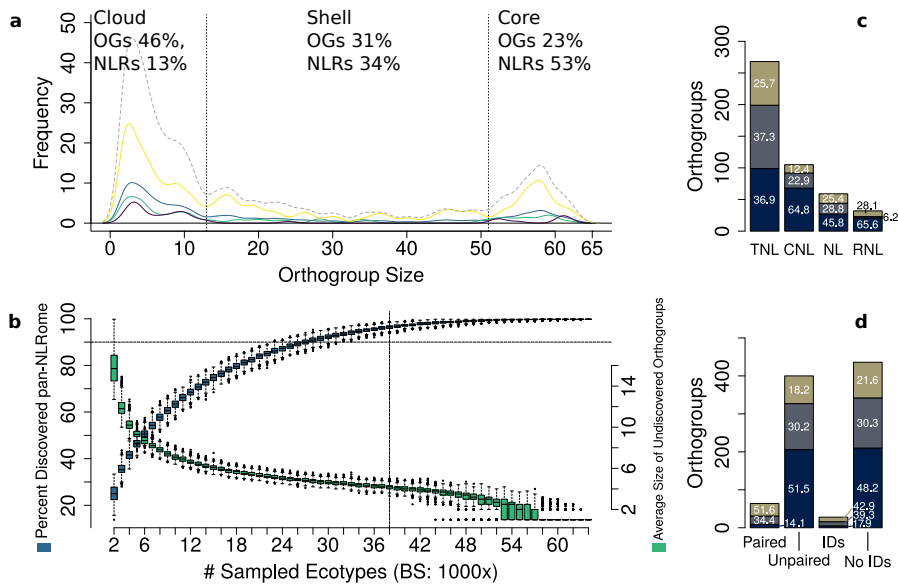 a
Cloud
OGs 46%,
NLRs 13%
Shell
OGs 31%
NLRs 34%
Core
OGs 23%
NLRs 53%
Frequency
50
40
30
20
10
0
0 10 20 30 40 50 60 65
Orthogroup Size
b
Percent Discovered pan-NLRome
100
80
60
40
20
14
10
6
4
2
Average Size of Undiscovered Orthogroups
2 6 12 18 24 30 36 42 48 54 60
# Sampled Ecotypes (BS: 1000x)
c
Orthogroups
300
200
100
0
25.7
37.3
36.9
12.4
22.9
64.8
25.4
28.8
45.8
28.1
6.2
65.6
TNL CNL NL RNL
d
Orthogroups
400
200
0
51.6
34.4
14.1
18.2
30.2
51.5
42.9
39.3
17.9
21.6
30.3
48.2
Paired
Unpaired
IDs
No IDs